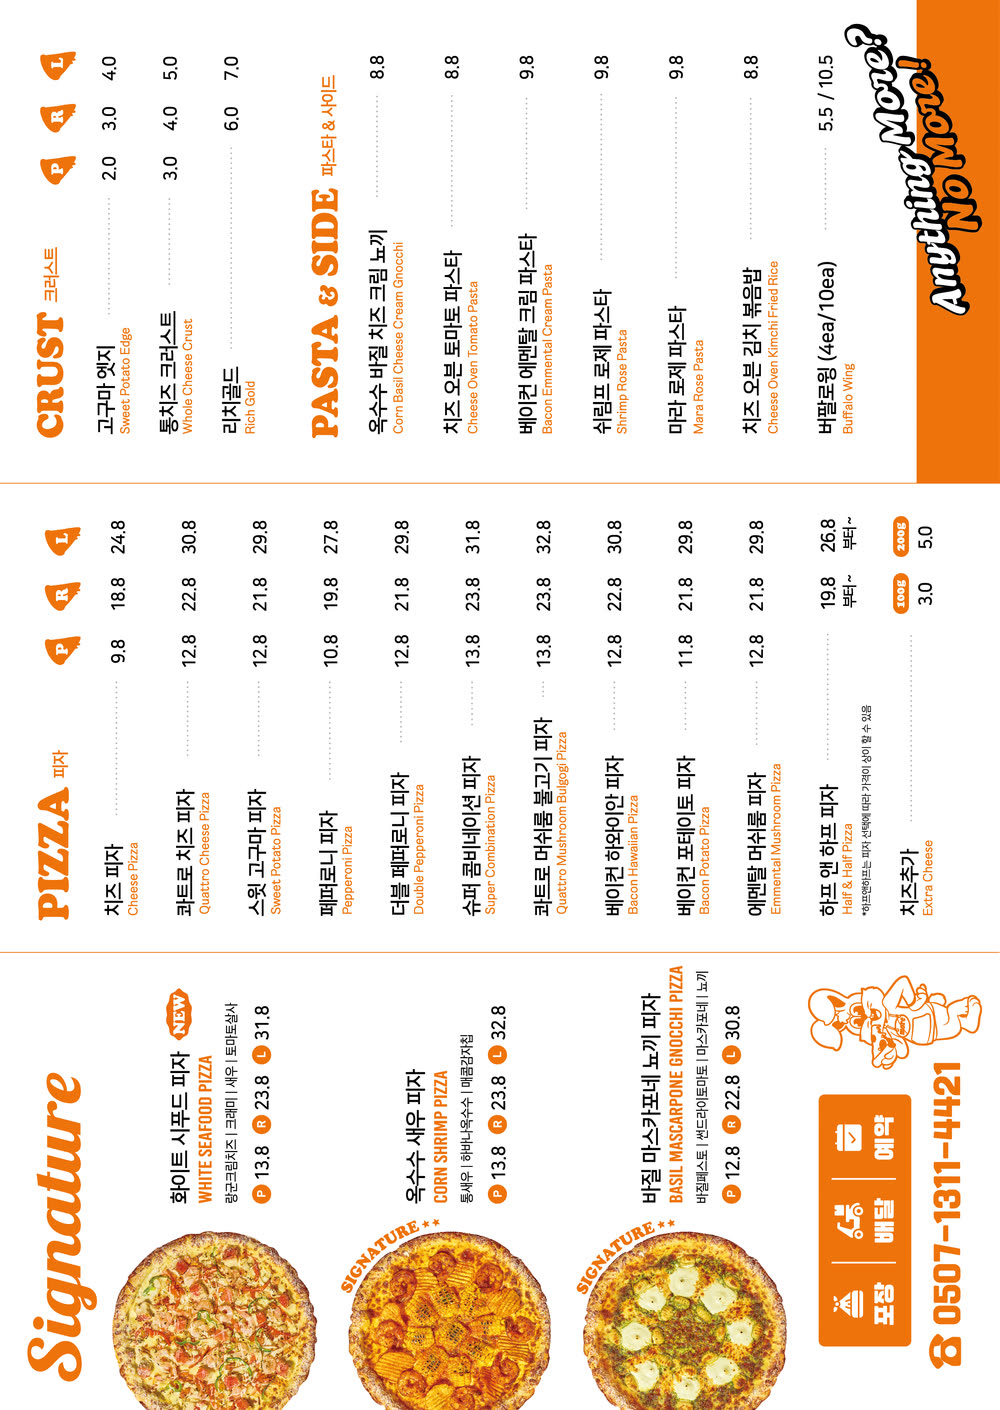 Signature
화이트 시푸드 피자 NEW
WHITE SEAFOOD PIZZA
랑군크림치즈 | 크래미 | 새우 | 토마토살사
P 13.8 R 23.8 L 31.8
SIGNATURE
옥수수 새우 피자
CORN SHRIMP PIZZA
통새우 | 하바나옥수수 | 매콤감자칩
P 13.8 R 23.8 L 32.8
SIGNATURE
바질 마스카포네 뇨끼 피자
BASIL MASCARPONE GNOCCHI PIZZA
바질페스토 | 썬드라이토마토 | 마스카포네 | 뇨끼
P 12.8 R 22.8 L 30.8
포장 배달 예약
0507-1311-4421
PIZZA 피자 P R L
치즈 피자 9.8 18.8 24.8
Cheese Pizza
콰트로 치즈 피자 12.8 22.8 30.8
Quattro Cheese Pizza
스윗 고구마 피자 12.8 21.8 29.8
Sweet Potato Pizza
페퍼로니 피자 10.8 19.8 27.8
Pepperoni Pizza
더블 페퍼로니 피자 12.8 21.8 29.8
Double Pepperoni Pizza
슈퍼 콤비네이션 피자 13.8 23.8 31.8
Super Combination Pizza
콰트로 머쉬룸 불고기 피자 13.8 23.8 32.8
Quattro Mushroom Bulgogi Pizza
베이컨 하와이안 피자 12.8 22.8 30.8
Bacon Hawaiian Pizza
베이컨 포테이토 피자 11.8 21.8 29.8
Bacon Potato Pizza
에멘탈 머쉬룸 피자 12.8 21.8 29.8
Emmental Mushroom Pizza
하프 앤 하프 피자 19.8 부터~ 26.8 부터~
Half & Half Pizza
*하프앤하프는 피자 선택에 따라 가격이 상이 할 수 있음
100g 200g
치즈추가 3.0 5.0
Extra Cheese
CRUST 크러스트 P R L
고구마 엣지 2.0 3.0 4.0
Sweet Potato Edge
통치즈 크러스트 3.0 4.0 5.0
Whole Cheese Crust
리치골드 6.0 7.0
Rich Gold
PASTA & SIDE 파스타 & 사이드
옥수수 바질 치즈 크림 뇨끼 8.8
Corn Basil Cheese Cream Gnocchi
치즈 오븐 토마토 파스타 8.8
Cheese Oven Tomato Pasta
베이컨 에멘탈 크림 파스타 9.8
Bacon Emmental Cream Pasta
쉬림프 로제 파스타 9.8
Shrimp Rose Pasta
마라 로제 파스타 9.8
Mara Rose Pasta
치즈 오븐 김치 볶음밥 8.8
Cheese Oven Kimchi Fried Rice
버팔로윙 (4ea/10ea) 5.5 / 10.5
Buffalo Wing
Anything More?
No More!